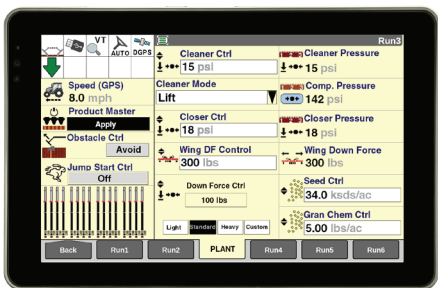 VT
AUTO
DGPS
Run3
Speed (GPS)
8.0 mph
Product Master
Apply
Obstacle Ctrl
Avoid
Jump Start Ctrl
Off
Cleaner Ctrl
15 psi
Cleaner Mode
Lift
Closer Ctrl
18 psi
Wing DF Control
300 lbs
Down Force Ctrl
100 lbs
Light Standard Heavy Custom
Cleaner Pressure
15 psi
Comp. Pressure
142 psi
Closer Pressure
18 psi
Wing Down Force
300 lbs
Seed Ctrl
34.0 ksds/ac
Gran Chem Ctrl
5.00 lbs/ac
Back Run1 Run2 PLANT Run4 Run5 Run6